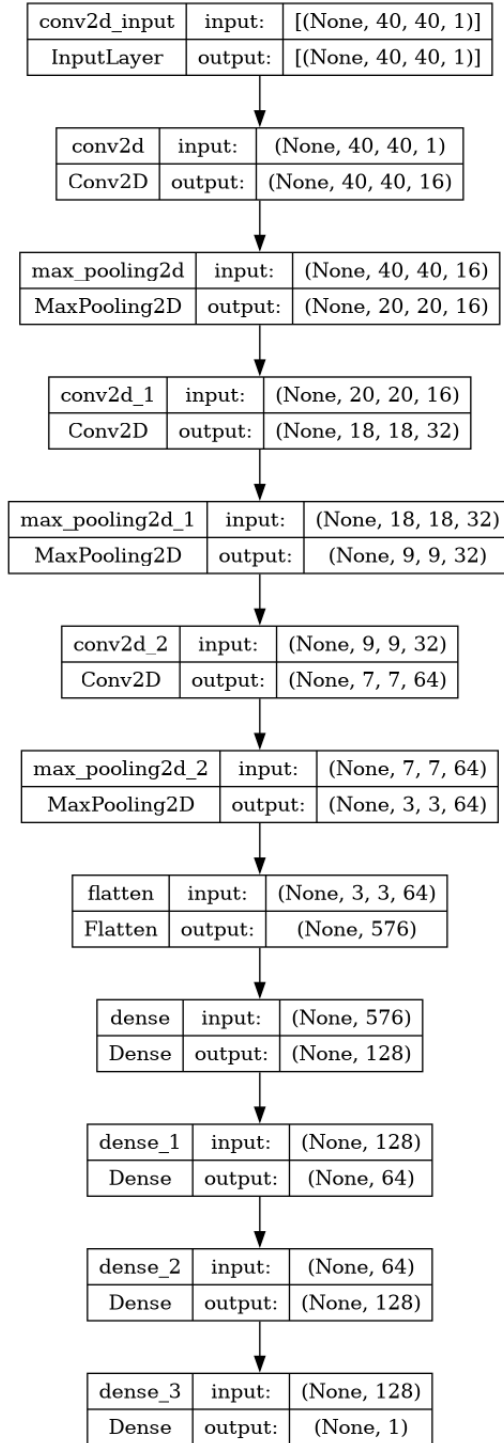 conv2d_input input: [(None, 40, 40, 1)]
InputLayer output: [(None, 40, 40, 1)]
conv2d input: (None, 40, 40, 1)
Conv2D output: (None, 40, 40, 16)
max_pooling2d input: (None, 40, 40, 16)
MaxPooling2D output: (None, 20, 20, 16)
conv2d_1 input: (None, 20, 20, 16)
Conv2D output: (None, 18, 18, 32)
max_pooling2d_1 input: (None, 18, 18, 32)
MaxPooling2D output: (None, 9, 9, 32)
conv2d_2 input: (None, 9, 9, 32)
Conv2D output: (None, 7, 7, 64)
max_pooling2d_2 input: (None, 7, 7, 64)
MaxPooling2D output: (None, 3, 3, 64)
flatten input: (None, 3, 3, 64)
Flatten output: (None, 576)
dense input: (None, 576)
Dense output: (None, 128)
dense_1 input: (None, 128)
Dense output: (None, 64)
dense_2 input: (None, 64)
Dense output: (None, 128)
dense_3 input: (None, 128)
Dense output: (None, 1)